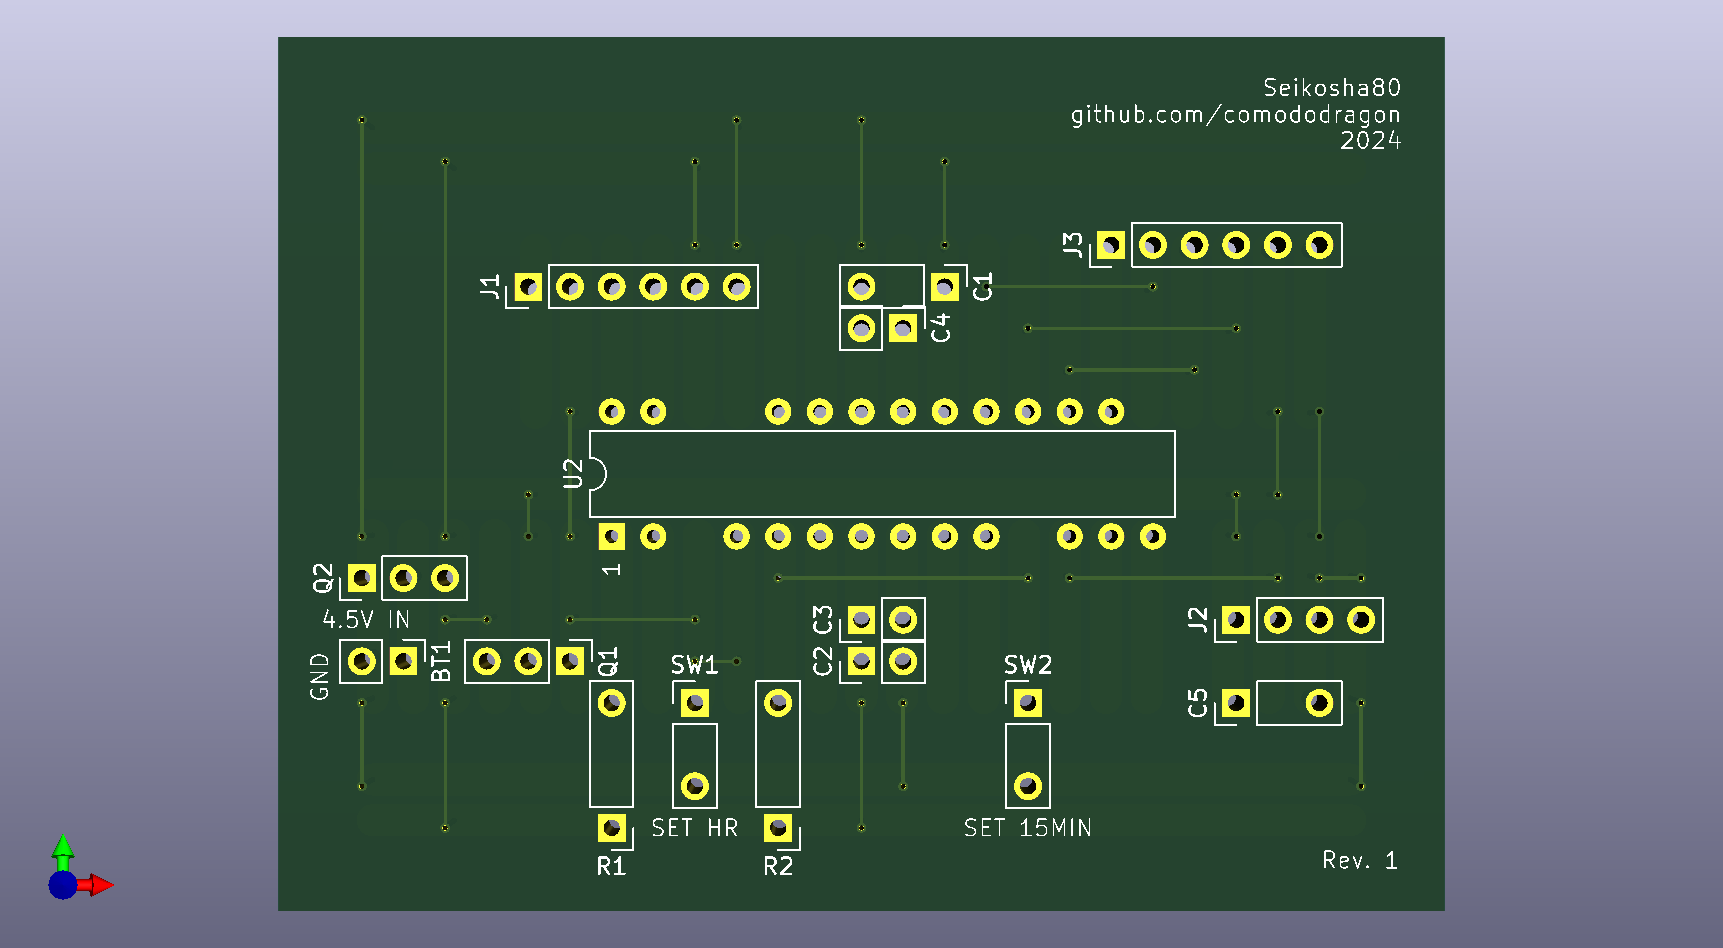 Seikosha80
github.com/comododragon
2024
J3
J1
C1
C4
U2
1
Q2
4.5V IN
C3
J2
GND
BT1
Q1
SW1
C2
SW2
C5
SET HR
SET 15MIN
R1
R2
Rev. 1